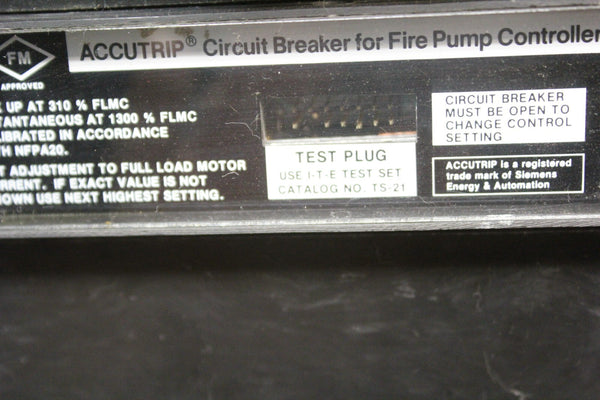 FM
APPROVED
ACCUTRIP® Circuit Breaker for Fire Pump Controller
UP AT 310 % FLMC
TANTANEOUS AT 1300 % FLMC
LIBRATED IN ACCORDANCE
TH NFPA20.
T ADJUSTMENT TO FULL LOAD MOTOR
RRENT. IF EXACT VALUE IS NOT
OWN USE NEXT HIGHEST SETTING.
TEST PLUG
USE I-T-E TEST SET
CATALOG NO. TS-21
CIRCUIT BREAKER
MUST BE OPEN TO
CHANGE CONTROL
SETTING
ACCUTRIP is a registered
trade mark of Siemens
Energy & Automation